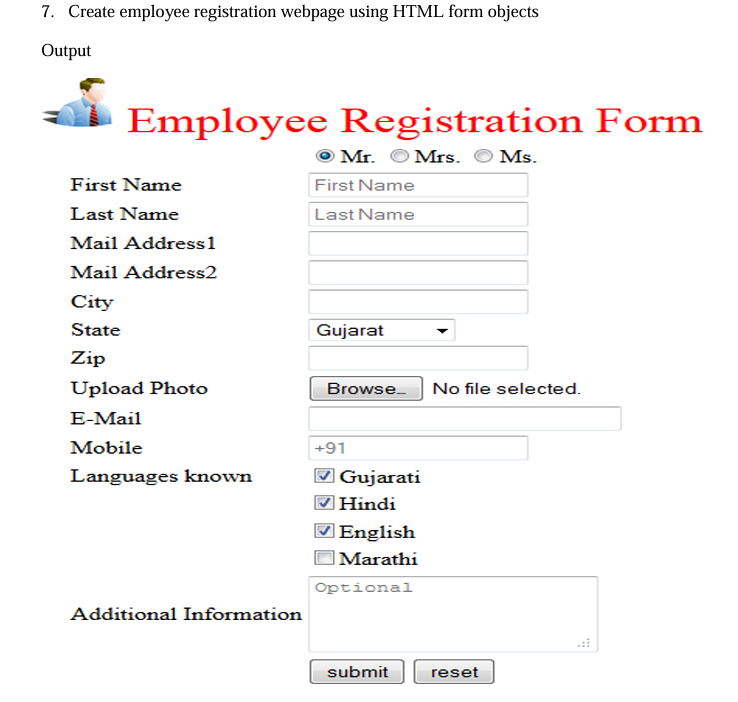 7. Create employee registration webpage using HTML form objects
Output
Employee Registration Form
Mr. Mrs. Ms.
First Name First Name
Last Name Last Name
Mail Address1
Mail Address2
City
State Gujarat
Zip
Upload Photo Browse... No file selected.
E-Mail
Mobile +91
Languages known Gujarati
Hindi
English
Marathi
Optional
Additional Information
submit reset